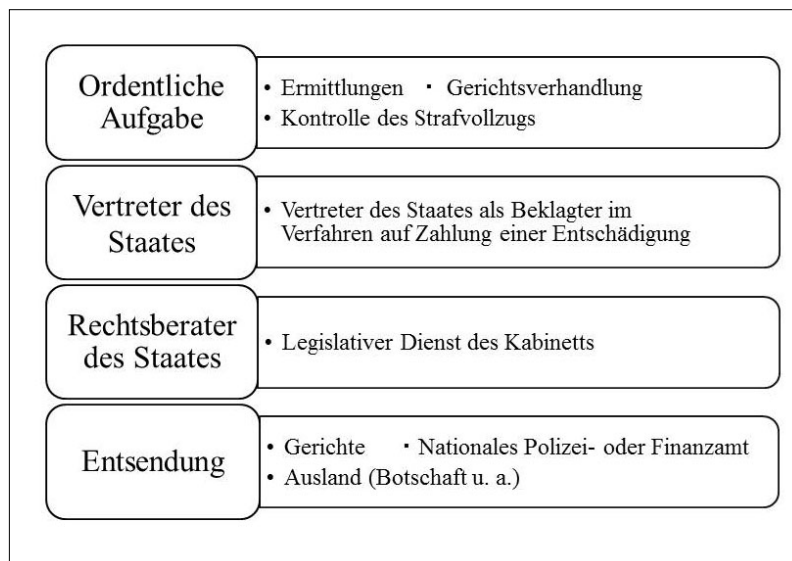 Ordentliche
Aufgabe
• Ermittlungen ・ Gerichtsverhandlung
• Kontrolle des Strafvollzugs
Vertreter des
Staates
• Vertreter des Staates als Beklagter im
Verfahren auf Zahlung einer Entschädigung
Rechtsberater
des Staates
• Legislativer Dienst des Kabinetts
Entsendung
• Gerichte ・ Nationales Polizei- oder Finanzamt
• Ausland (Botschaft u. a.)